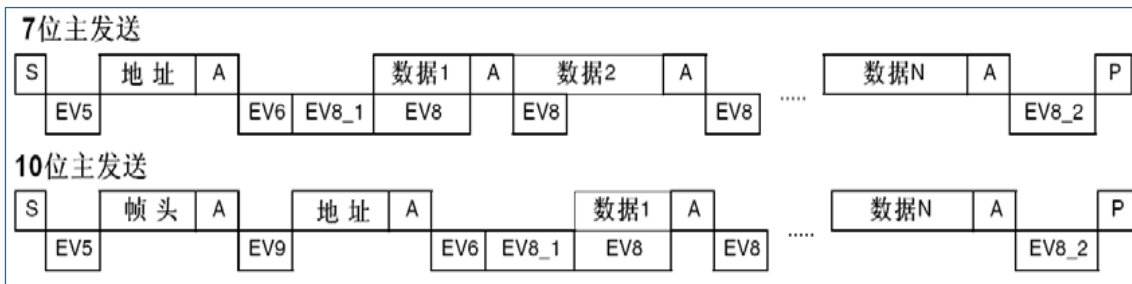 7位主发送
S 地址 A 数据1 A 数据2 A ..... 数据N A P
EV5 EV6 EV8_1 EV8 EV8 EV8 EV8_2
10位主发送
S 帧头 A 地址 A 数据1 A ..... 数据N A P
EV5 EV9 EV6 EV8_1 EV8 EV8 EV8_2